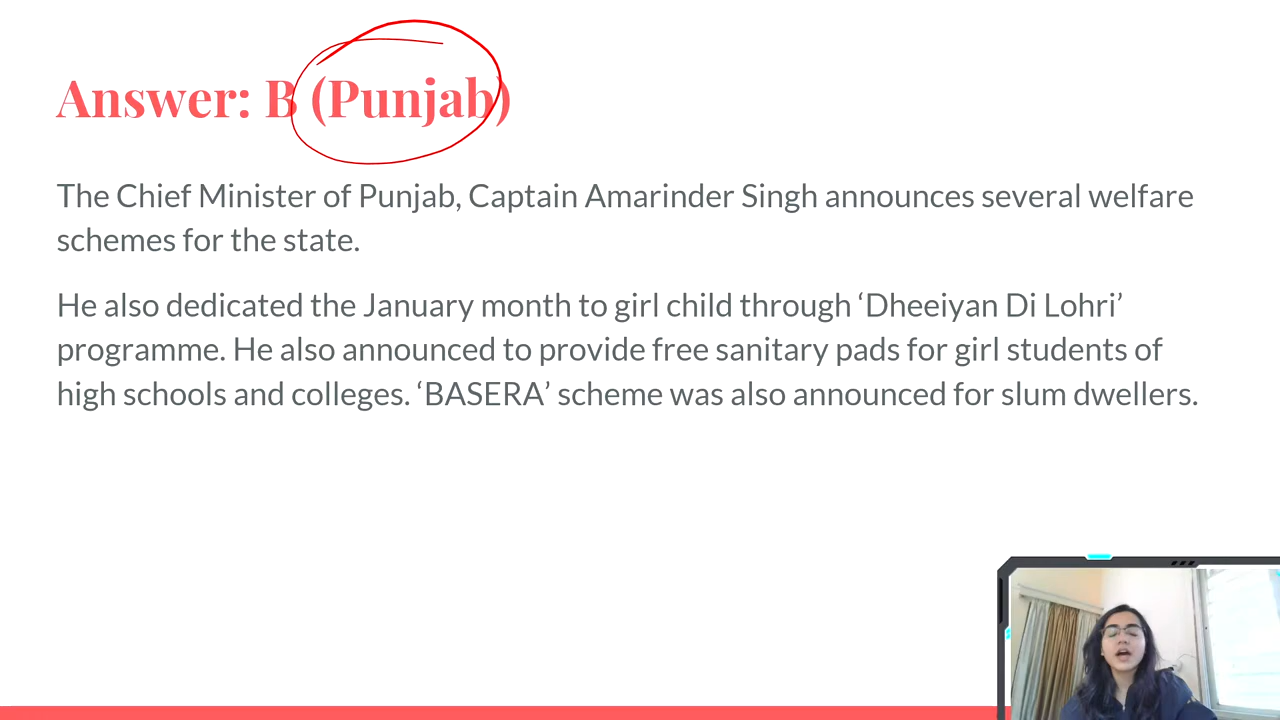 Answer: B (Punjab)
The Chief Minister of Punjab, Captain Amarinder Singh announces several welfare
schemes for the state.
He also dedicated the January month to girl child through ‘Dheeiyan Di Lohri’
programme. He also announced to provide free sanitary pads for girl students of
high schools and colleges. ‘BASERA’ scheme was also announced for slum dwellers.